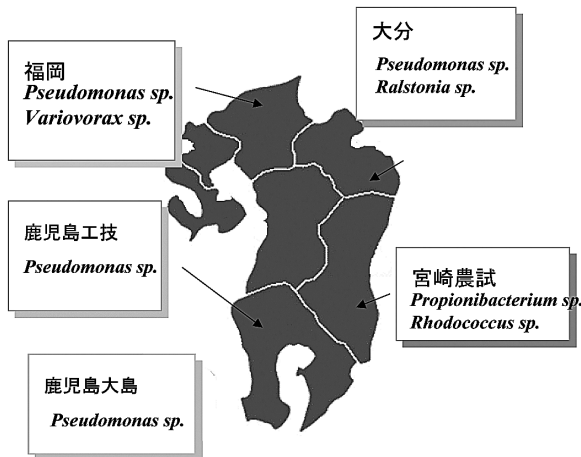 福岡
Pseudomonas sp.
Variovorax sp.
大分
Pseudomonas sp.
Ralstonia sp.
鹿児島工技
Pseudomonas sp.
宮崎農試
Propionibacterium sp.
Rhodococcus sp.
鹿児島大島
Pseudomonas sp.